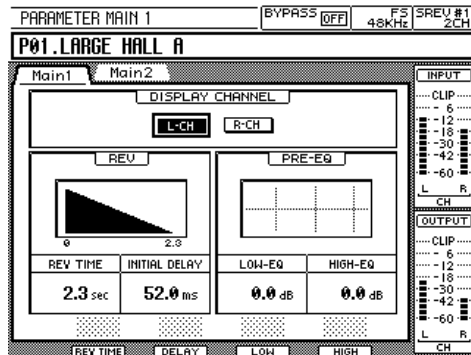 PARAMETER MAIN 1
BYPASS OFF
FS 48KHz
SREV #1 2CH
P01.LARGE HALL A
Main1 Main2
DISPLAY CHANNEL
L-CH R-CH
REV
PRE-EQ
0 2.3
REV TIME INITIAL DELAY LOW-EQ HIGH-EQ
2.3 sec 52.0 ms 0.0 dB 0.0 dB
REV TIME DELAY LOW HIGH
INPUT
CLIP
6
12
18
30
42
60
L R
CH
OUTPUT
CLIP
6
12
18
30
42
60
L R
CH